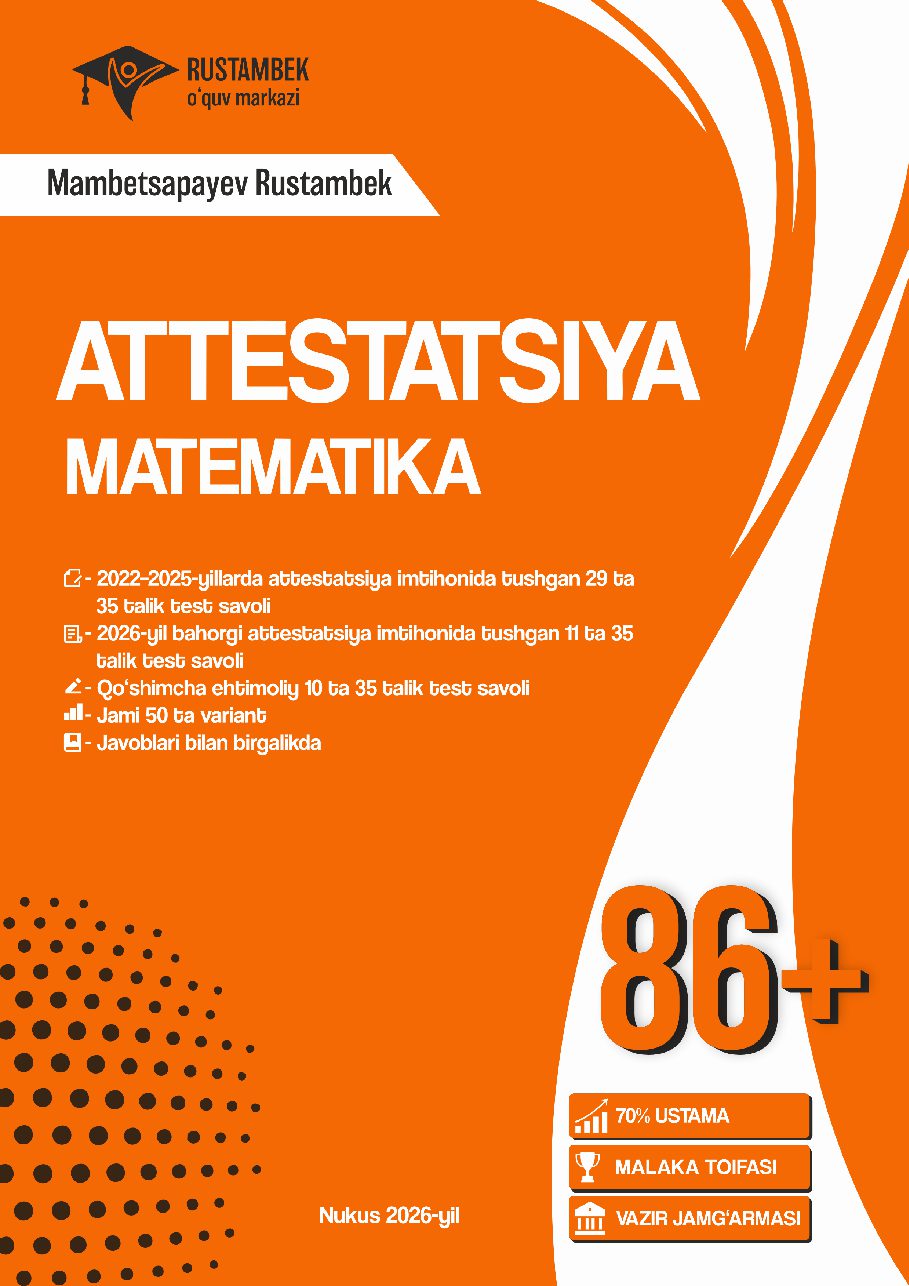 RUSTAMBEK
o‘quv markazi
Mambetsapayev Rustambek
ATTESTATSIYA
MATEMATIKA
- 2022-2025-yillarda attestatsiya imtihonida tushgan 29 ta
35 talik test savoli
- 2026-yil bahorgi attestatsiya imtihonida tushgan 11 ta 35
talik test savoli
- Qo‘shimcha ehtimoliy 10 ta 35 talik test savoli
- Jami 50 ta variant
- Javoblari bilan birgalikda
86+
70% USTAMA
MALAKA TOIFASI
VAZIR JAMG‘ARMASI
Nukus 2026-yil